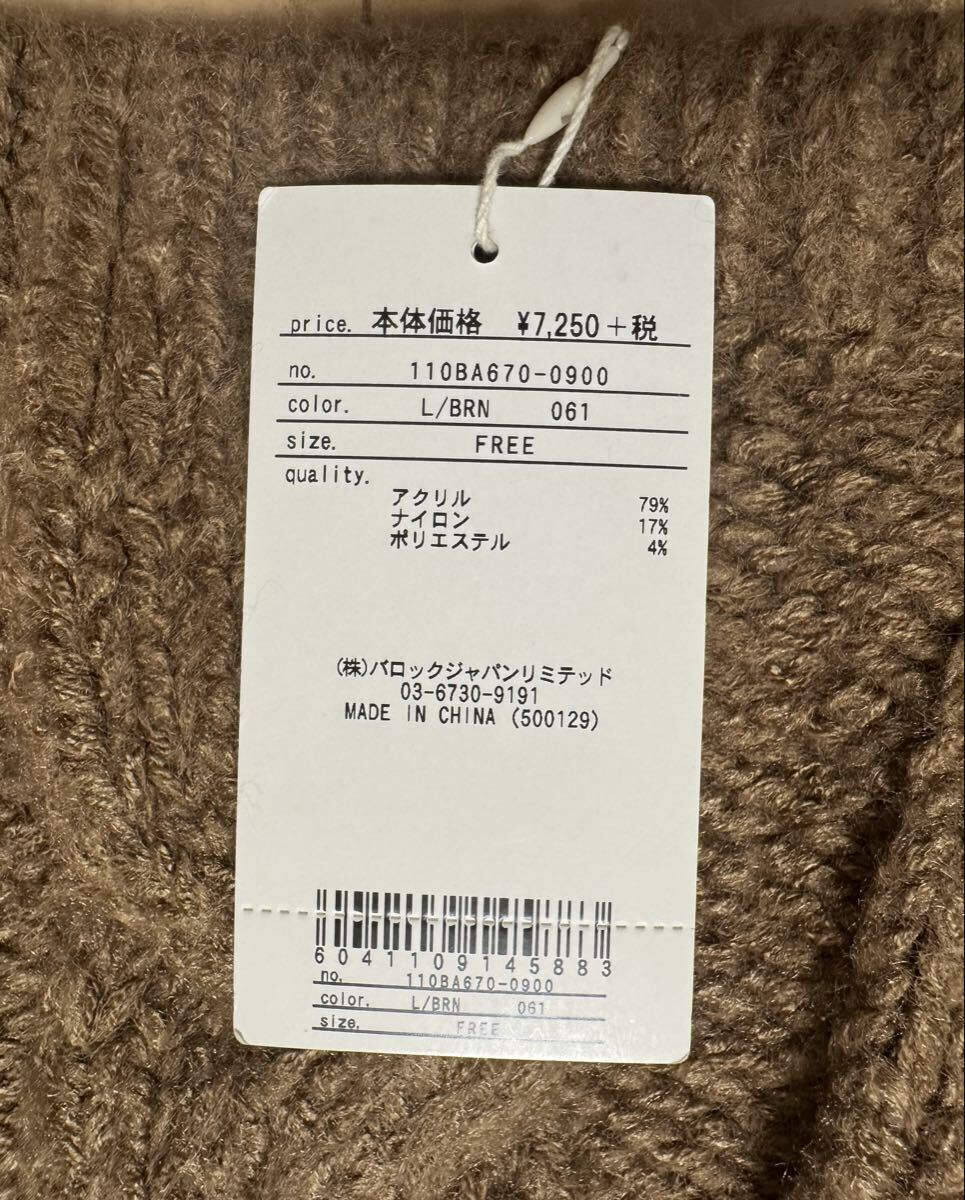 price. 本体価格 ¥7,250+税
no. 110BA670-0900
color. L/BRN 061
size. FREE
quality.
アクリル 79%
ナイロン 17%
ポリエステル 4%
(株)バロックジャパンリミテッド
03-6730-9191
MADE IN CHINA (500129)
6041109145883
no. 110BA670-0900
color. L/BRN 061
size. FREE